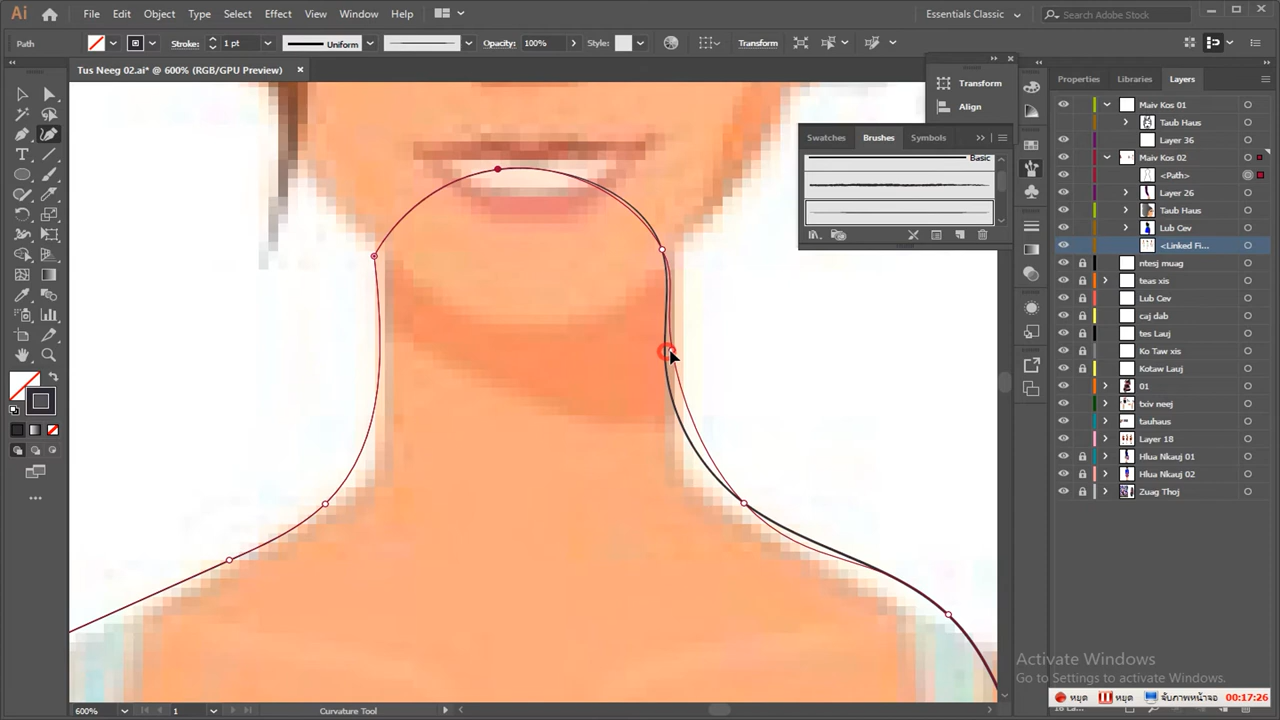 Ai File Edit Object Type Select Effect View Window Help Essentials Classic Search Adobe Stock
Path Stroke: 1 pt Uniform Opacity: 100% Style: Transform
Tus Neeg 02.ai* @ 600% (RGB/GPU Preview)
Transform
Align
Swatches Brushes Symbols
Basic
Properties Libraries Layers
Maiv Kos 01
Taub Haus
Layer 36
Maiv Kos 02
<Path>
Layer 26
Taub Haus
Lub Cev
<Linked Fi...
ntesj muag
teas xis
Lub Cev
caj dab
tes Lauj
Ko Taw xis
Kotaw Lauj
01
txiv neej
tauhaus
Layer 18
Hlua Nkauj 01
Hlua Nkauj 02
Zuag Thoj
Activate Windows
Go to Settings to activate Windows.
หยุด หยุด จับภาพหน้าจอ 00:17:26
600% 1 Curvature Tool